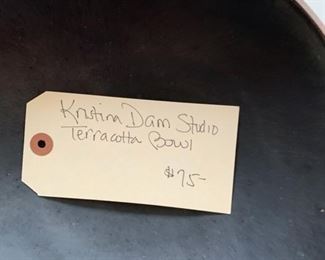 Kristina Dam Studio
Terracotta Bowl
$75-